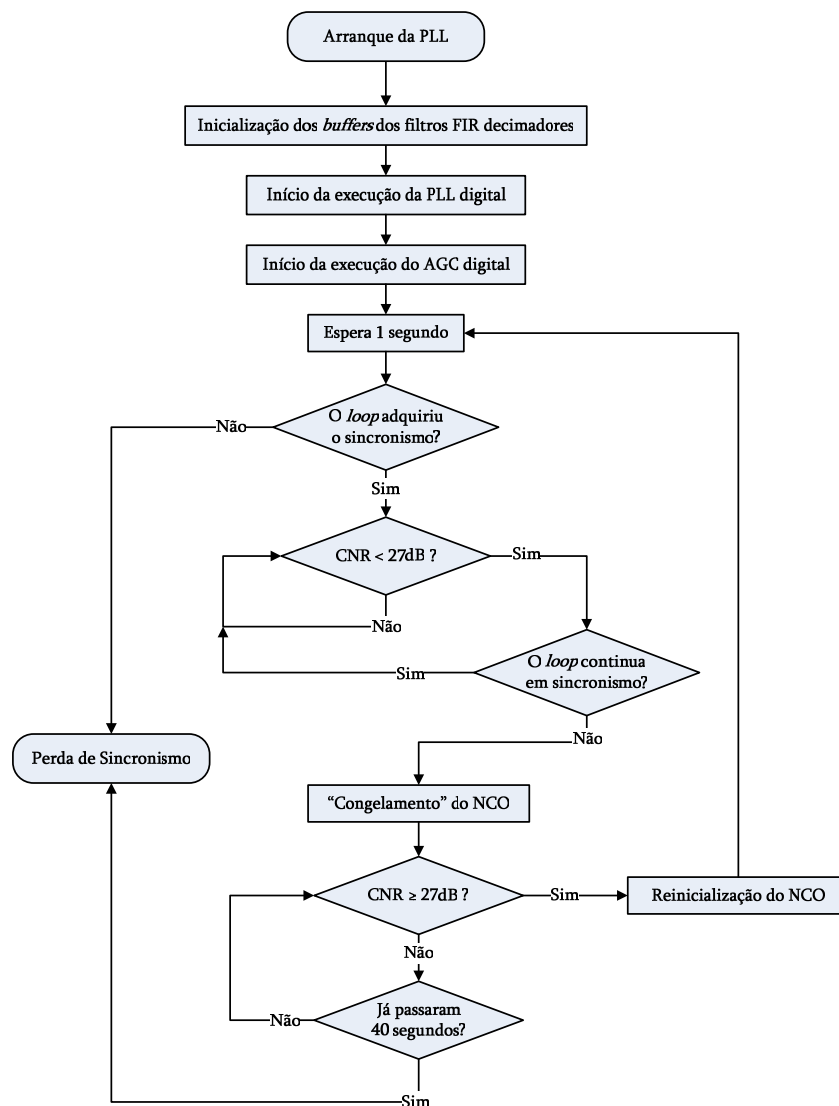 Arranque da PLL
Inicialização dos buffers dos filtros FIR decimadores
Início da execução da PLL digital
Início da execução do AGC digital
Espera 1 segundo
O loop adquiriu
o sincronismo?
Não
Sim
CNR < 27dB ?
Sim
Não
O loop continua
em sincronismo?
Sim
Não
Perda de Sincronismo
“Congelamento” do NCO
CNR ≥ 27dB ?
Sim
Reinicialização do NCO
Não
Já passaram
40 segundos?
Não
Sim